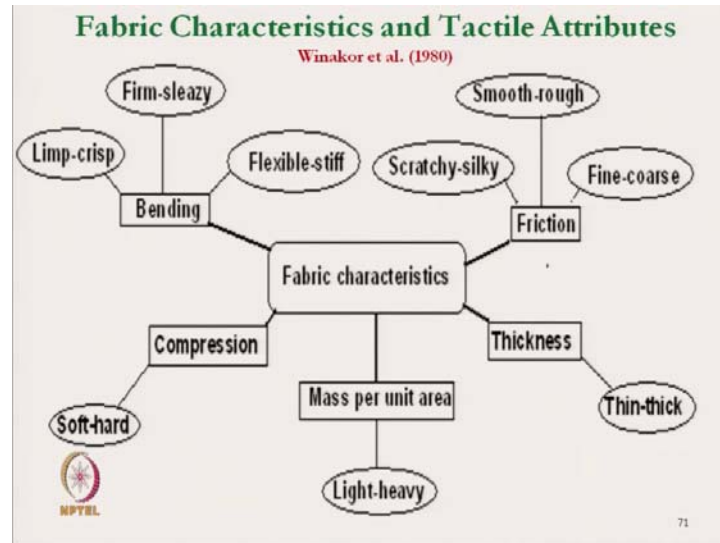 Fabric Characteristics and Tactile Attributes
Winakor et al. (1980)
Firm-sleazy
Smooth-rough
Limp-crisp
Flexible-stiff
Scratchy-silky
Fine-coarse
Bending
Friction
Fabric characteristics
Compression
Thickness
Mass per unit area
Soft-hard
Thin-thick
Light-heavy
NPTEL
71